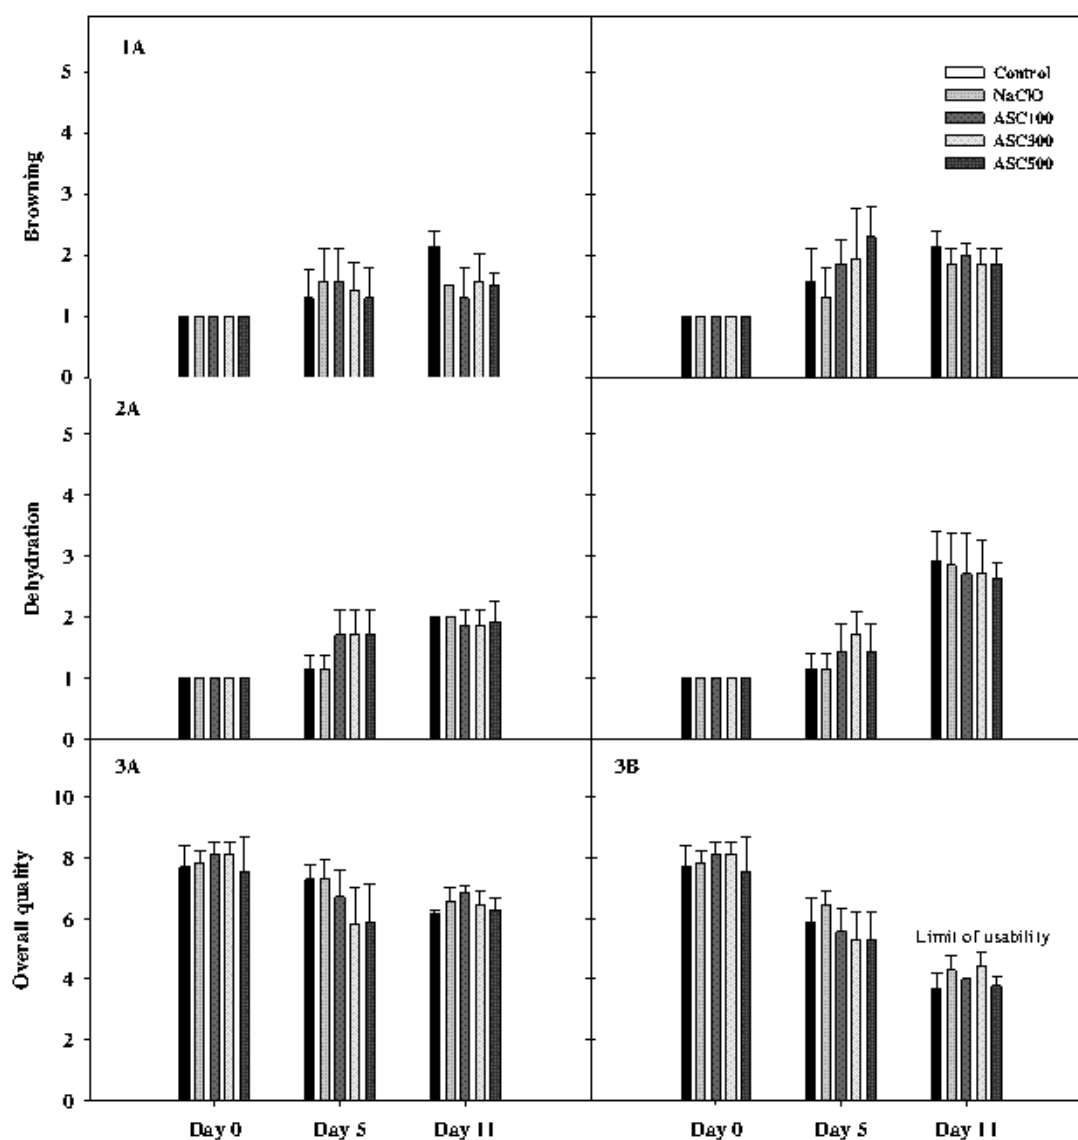 1A
5
4
3
2
1
0
Browning
Control
NaClO
ASC100
ASC300
ASC500
2A
5
4
3
2
1
0
Dehydration
3A
3B
10
8
6
4
2
0
Overall quality
Limit of usability
Day 0 Day 5 Day 11 Day 0 Day 5 Day 11